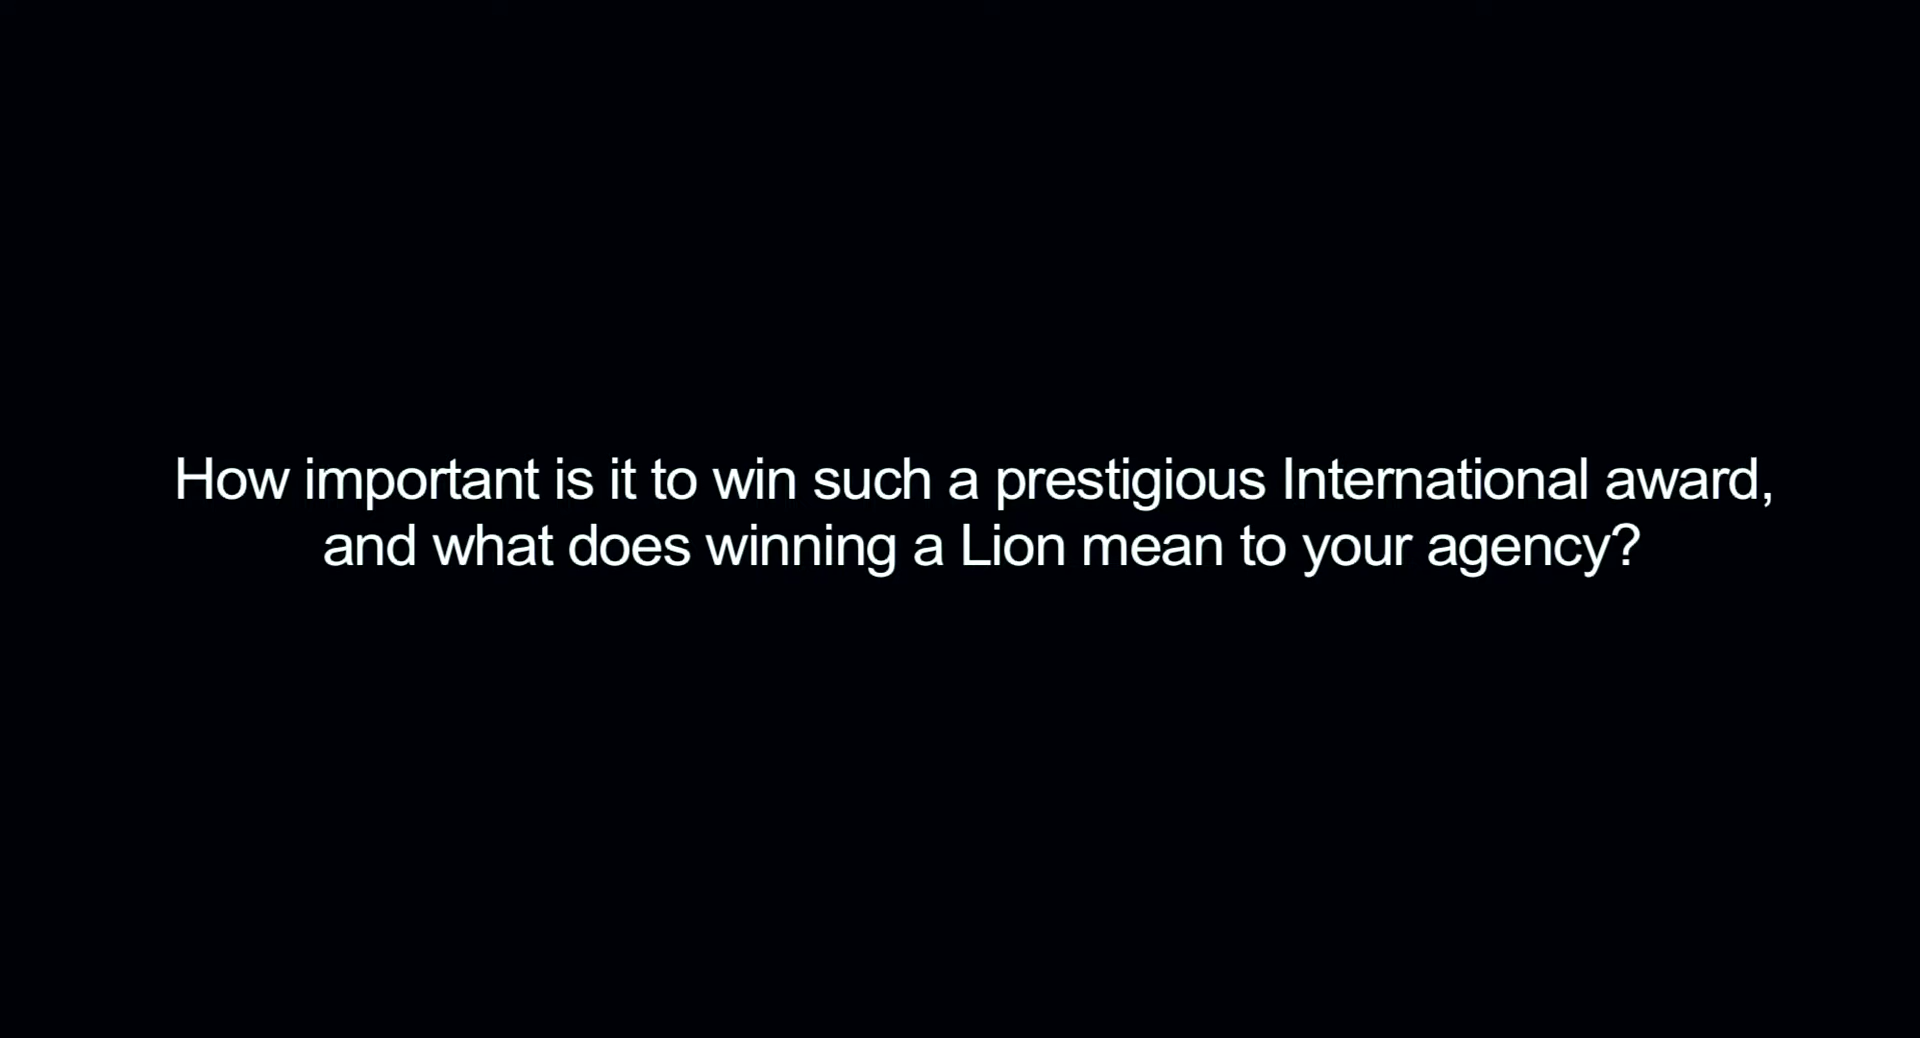 How important is it to win such a prestigious International award,
and what does winning a Lion mean to your agency?